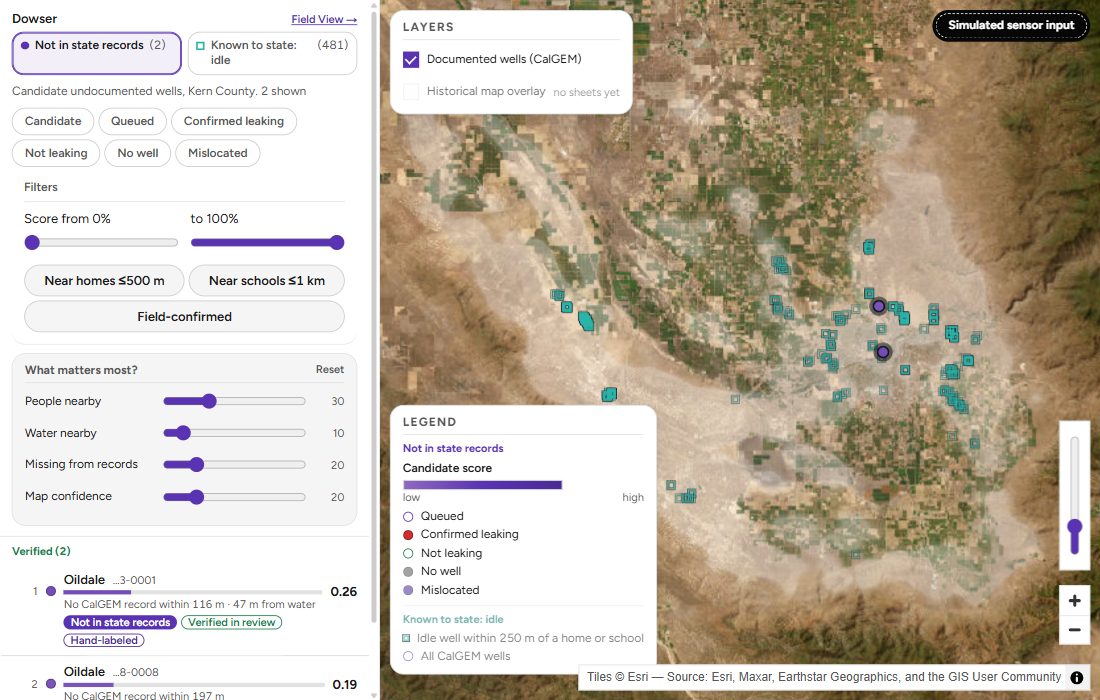 Dowser
Field View →
Not in state records (2)
Known to state: idle (481)
Candidate undocumented wells, Kern County. 2 shown
Candidate
Queued
Confirmed leaking
Not leaking
No well
Mislocated
Filters
Score from 0%
to 100%
Near homes ≤500 m
Near schools ≤1 km
Field-confirmed
What matters most?
Reset
People nearby
30
Water nearby
10
Missing from records
20
Map confidence
20
Verified (2)
1
Oildale ...3-0001
0.26
No CalGEM record within 116 m · 47 m from water
Not in state records
Verified in review
Hand-labeled
2
Oildale ...8-0008
0.19
No CalGEM record within 197 m
LAYERS
Documented wells (CalGEM)
Historical map overlay no sheets yet
Simulated sensor input
LEGEND
Not in state records
Candidate score
low
high
Queued
Confirmed leaking
Not leaking
No well
Mislocated
Known to state: idle
Idle well within 250 m of a home or school
All CalGEM wells
+
−
Tiles © Esri — Source: Esri, Maxar, Earthstar Geographics, and the GIS User Community